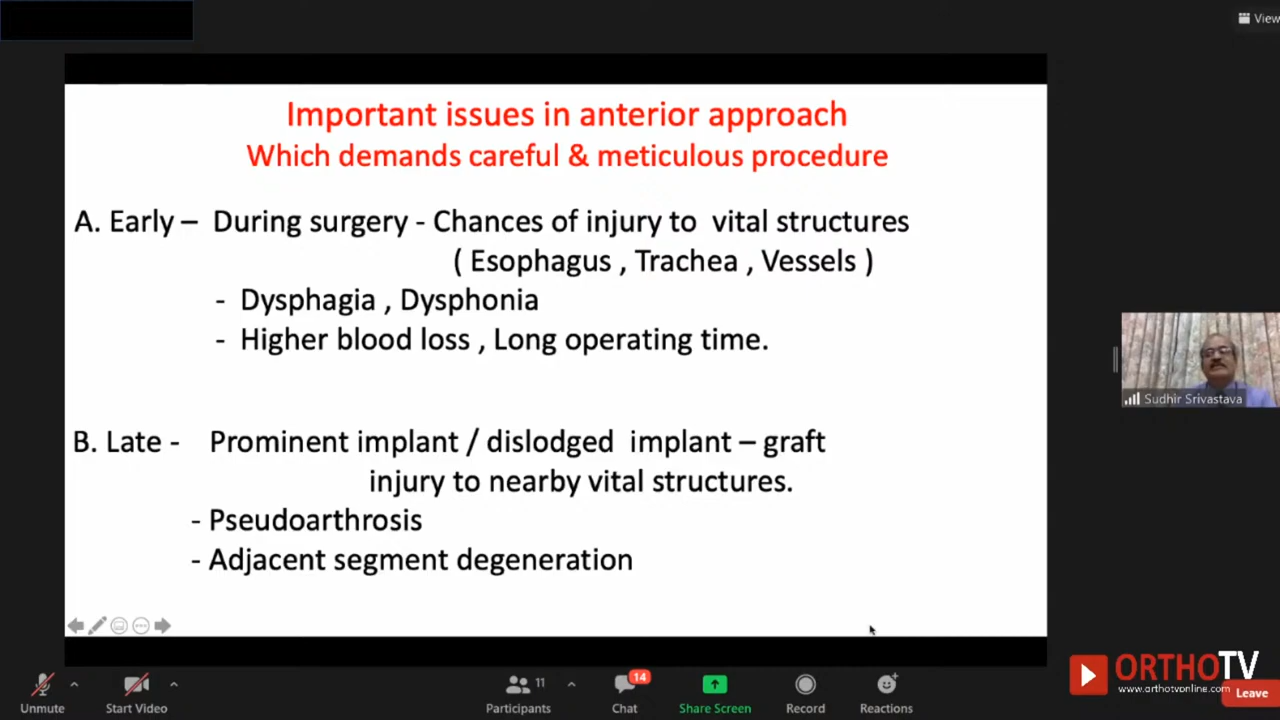 View
Important issues in anterior approach
Which demands careful & meticulous procedure
A. Early – During surgery - Chances of injury to vital structures
( Esophagus , Trachea , Vessels )
- Dysphagia , Dysphonia
- Higher blood loss , Long operating time.
B. Late - Prominent implant / dislodged implant – graft
injury to nearby vital structures.
- Pseudoarthrosis
- Adjacent segment degeneration
Sudhir Srivastava
ORTHOTV
www.orthotvonline.com
Leave
Unmute
Start Video
11
Participants
14
Chat
Share Screen
Record
Reactions